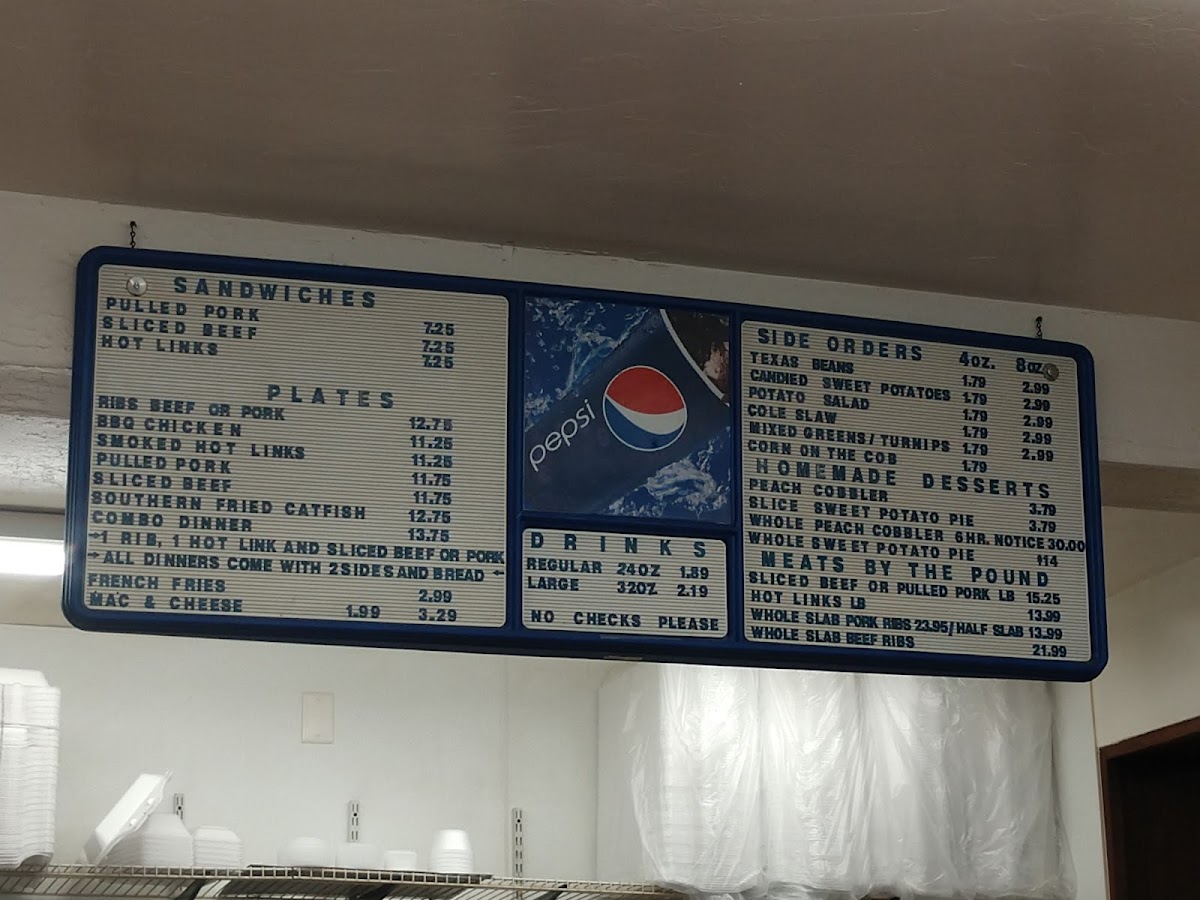 SANDWICHES
PULLED PORK 7.25
SLICED BEEF 7.25
HOT LINKS 7.25
PLATES
RIBS BEEF OR PORK 12.75
BBQ CHICKEN 11.25
SMOKED HOT LINKS 11.25
PULLED PORK 11.75
SLICED BEEF 11.75
SOUTHERN FRIED CATFISH 12.75
COMBO DINNER 13.75
→1 RIB, 1 HOT LINK AND SLICED BEEF OR PORK
→ALL DINNERS COME WITH 2 SIDES AND BREAD ←
FRENCH FRIES 2.99
MAC & CHEESE 1.99 3.29
pepsi
DRINKS
REGULAR 24OZ 1.89
LARGE 32OZ 2.19
NO CHECKS PLEASE
SIDE ORDERS 4oz. 8oz.
TEXAS BEANS 1.79 2.99
CANDIED SWEET POTATOES 1.79 2.99
POTATO SALAD 1.79 2.99
COLE SLAW 1.79 2.99
MIXED GREENS/TURNIPS 1.79 2.99
CORN ON THE COB 1.79
HOMEMADE DESSERTS
PEACH COBBLER 3.79
SLICE SWEET POTATO PIE 3.79
WHOLE PEACH COBBLER 6HR. NOTICE 30.00
WHOLE SWEET POTATO PIE 14
MEATS BY THE POUND
SLICED BEEF OR PULLED PORK LB 15.25
HOT LINKS LB 13.99
WHOLE SLAB PORK RIBS 23.95/HALF SLAB 13.99
WHOLE SLAB BEEF RIBS 21.99